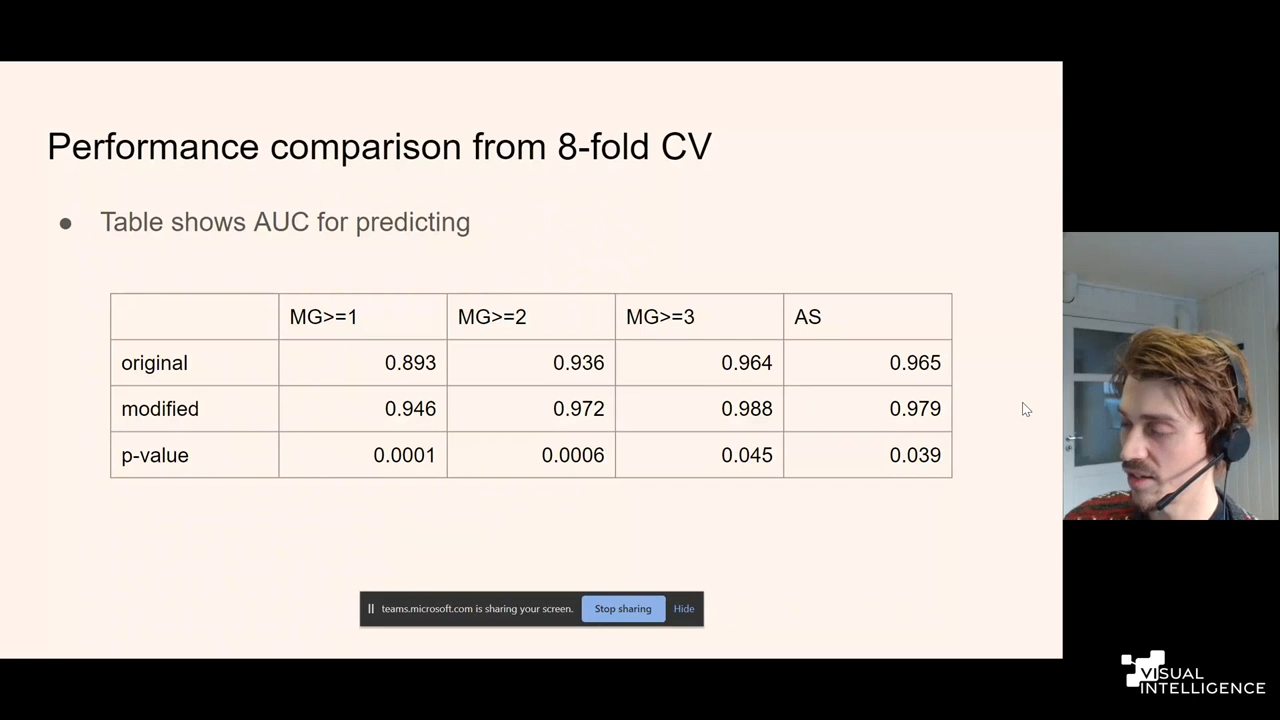 Performance comparison from 8-fold CV
● Table shows AUC for predicting
MG>=1 MG>=2 MG>=3 AS
original 0.893 0.936 0.964 0.965
modified 0.946 0.972 0.988 0.979
p-value 0.0001 0.0006 0.045 0.039
teams.microsoft.com is sharing your screen. Stop sharing Hide
VISUAL
INTELLIGENCE